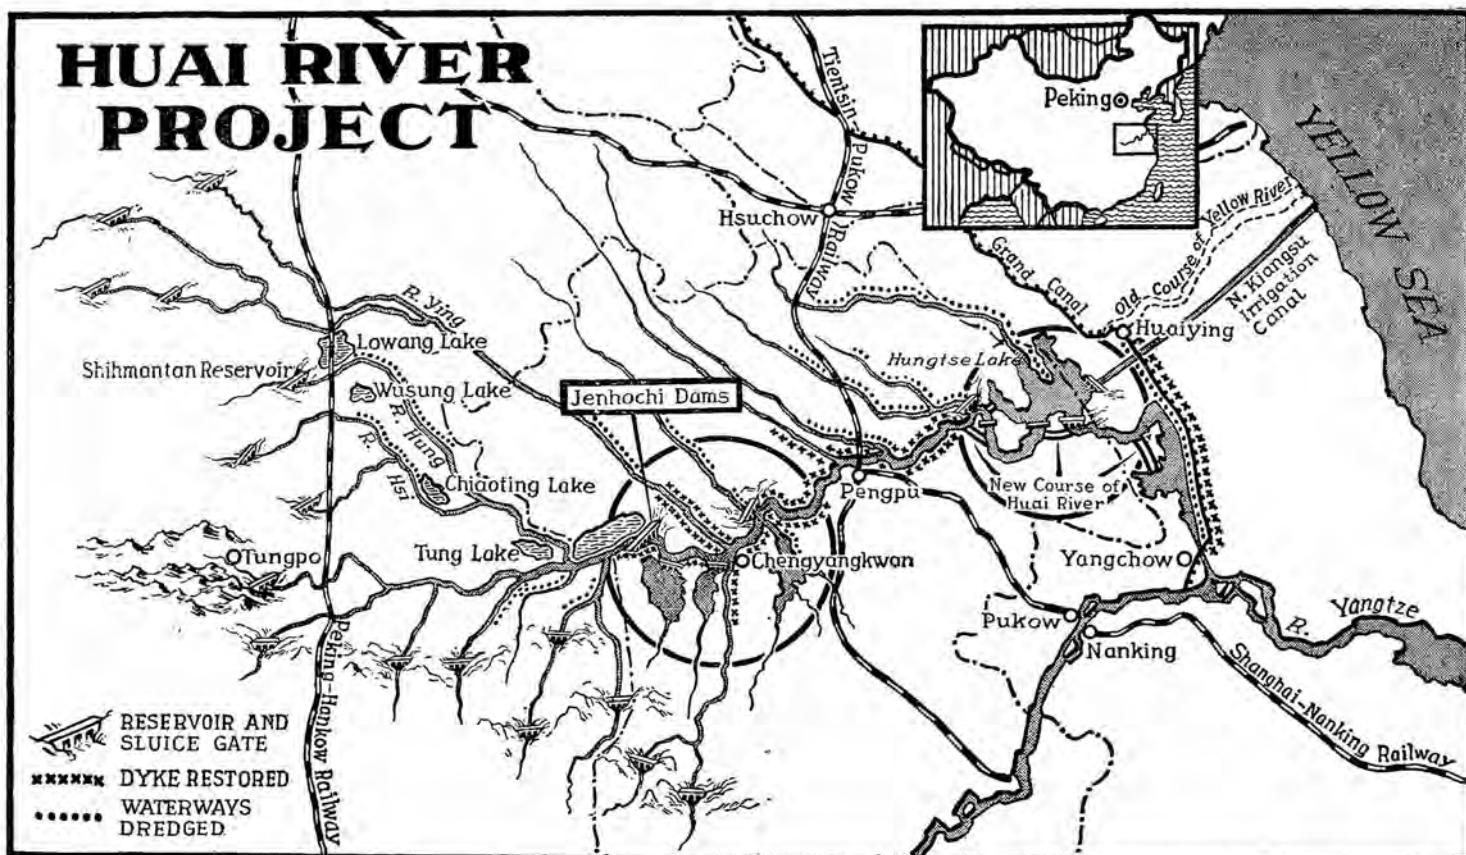 HUAI RIVER
PROJECT
Tientsin-Pukow Railway
Peking
YELLOW SEA
Hsuchow
Grand Canal
Old Course of Yellow River
N. Kiangsu
Irrigation
Canal
Huaiying
R. Ying
Lowang Lake
Hungtse Lake
Shihmantan Reservoir
Wusung Lake
Jenhochi Dams
R. Hung
R. Hsi
Chiaoting Lake
Pengpu
New Course of
Huai River
Tungpo
Tung Lake
Chengyangkwan
Yangchow
Pukow
R. Yangtze
Nanking
Peking-Hankow Railway
Shanghai-Nanking Railway
RESERVOIR AND
SLUICE GATE
DYKE RESTORED
WATERWAYS
DREDGED